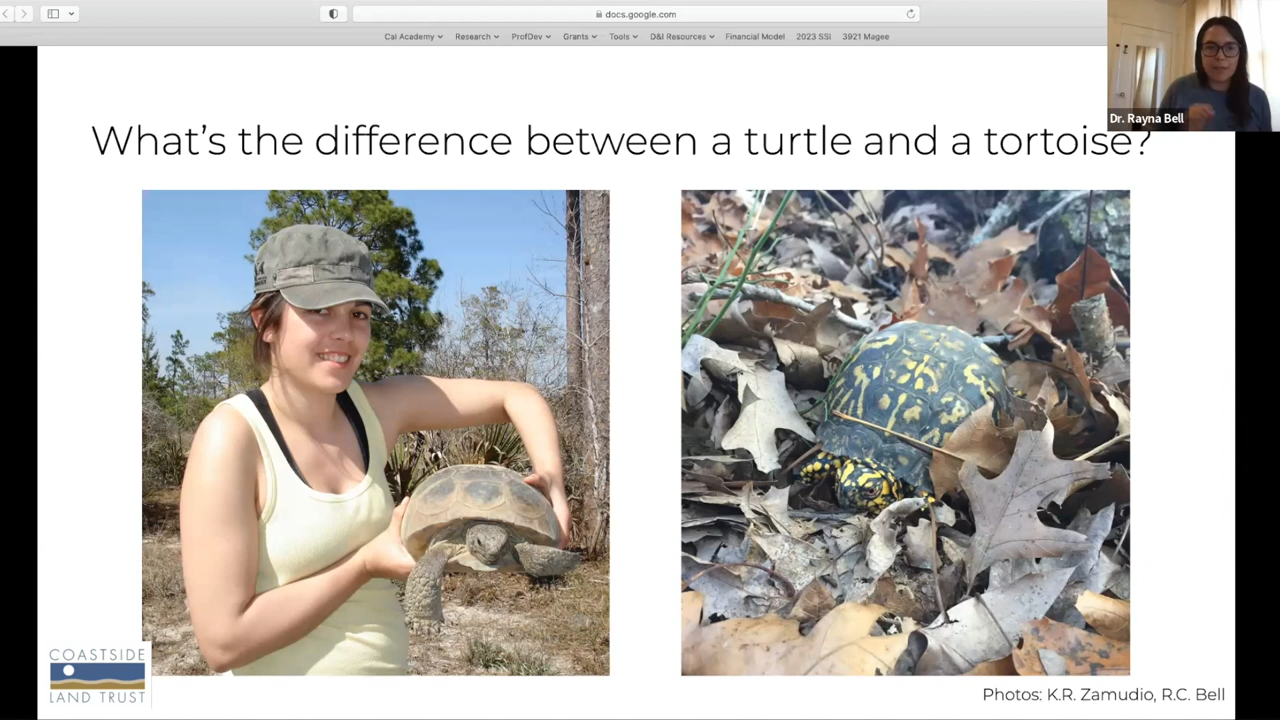 docs.google.com
Cal Academy Research ProfDev Grants Tools D&I Resources Financial Model 2023 SSI 3921 Magee
Dr. Rayna Bell
What's the difference between a turtle and a tortoise?
COASTSIDE
LAND TRUST
Photos: K.R. Zamudio, R.C. Bell